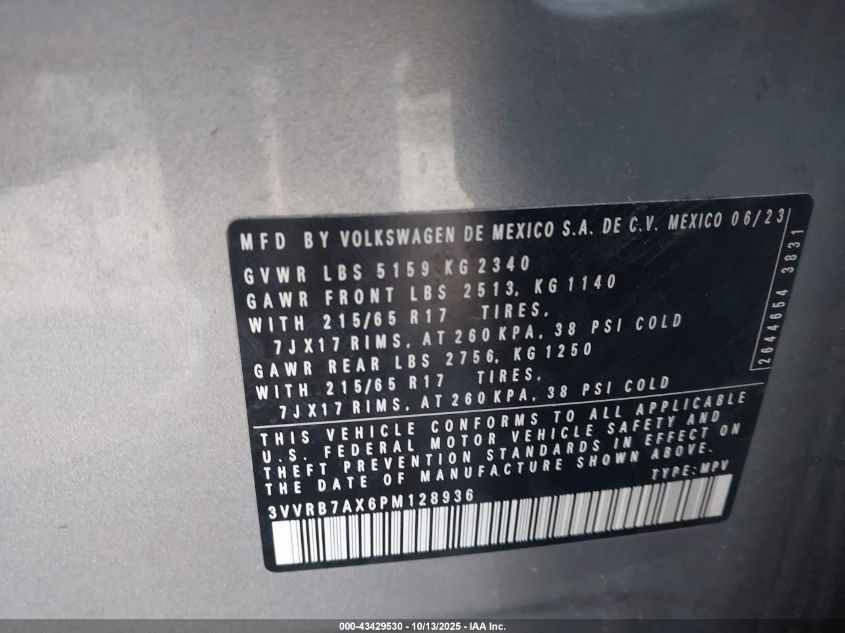 MFD BY VOLKSWAGEN DE MEXICO S.A. DE C.V. MEXICO 06/23
GVWR LBS 5159 KG 2340
GAWR FRONT LBS 2513, KG 1140
WITH 215/65 R17 TIRES,
7JX17 RIMS, AT 260 KPA, 38 PSI COLD
GAWR REAR LBS 2756, KG 1250
WITH 215/65 R17 TIRES,
7JX17 RIMS, AT 260 KPA, 38 PSI COLD
2644654 3831
THIS VEHICLE CONFORMS TO ALL APPLICABLE
U.S. FEDERAL MOTOR VEHICLE SAFETY AND
THEFT PREVENTION STANDARDS IN EFFECT ON
THE DATE OF MANUFACTURE SHOWN ABOVE.
TYPE: MPV
3VVRB7AX6PM128936
000-43429530 - 10/13/2025 - IAA Inc.